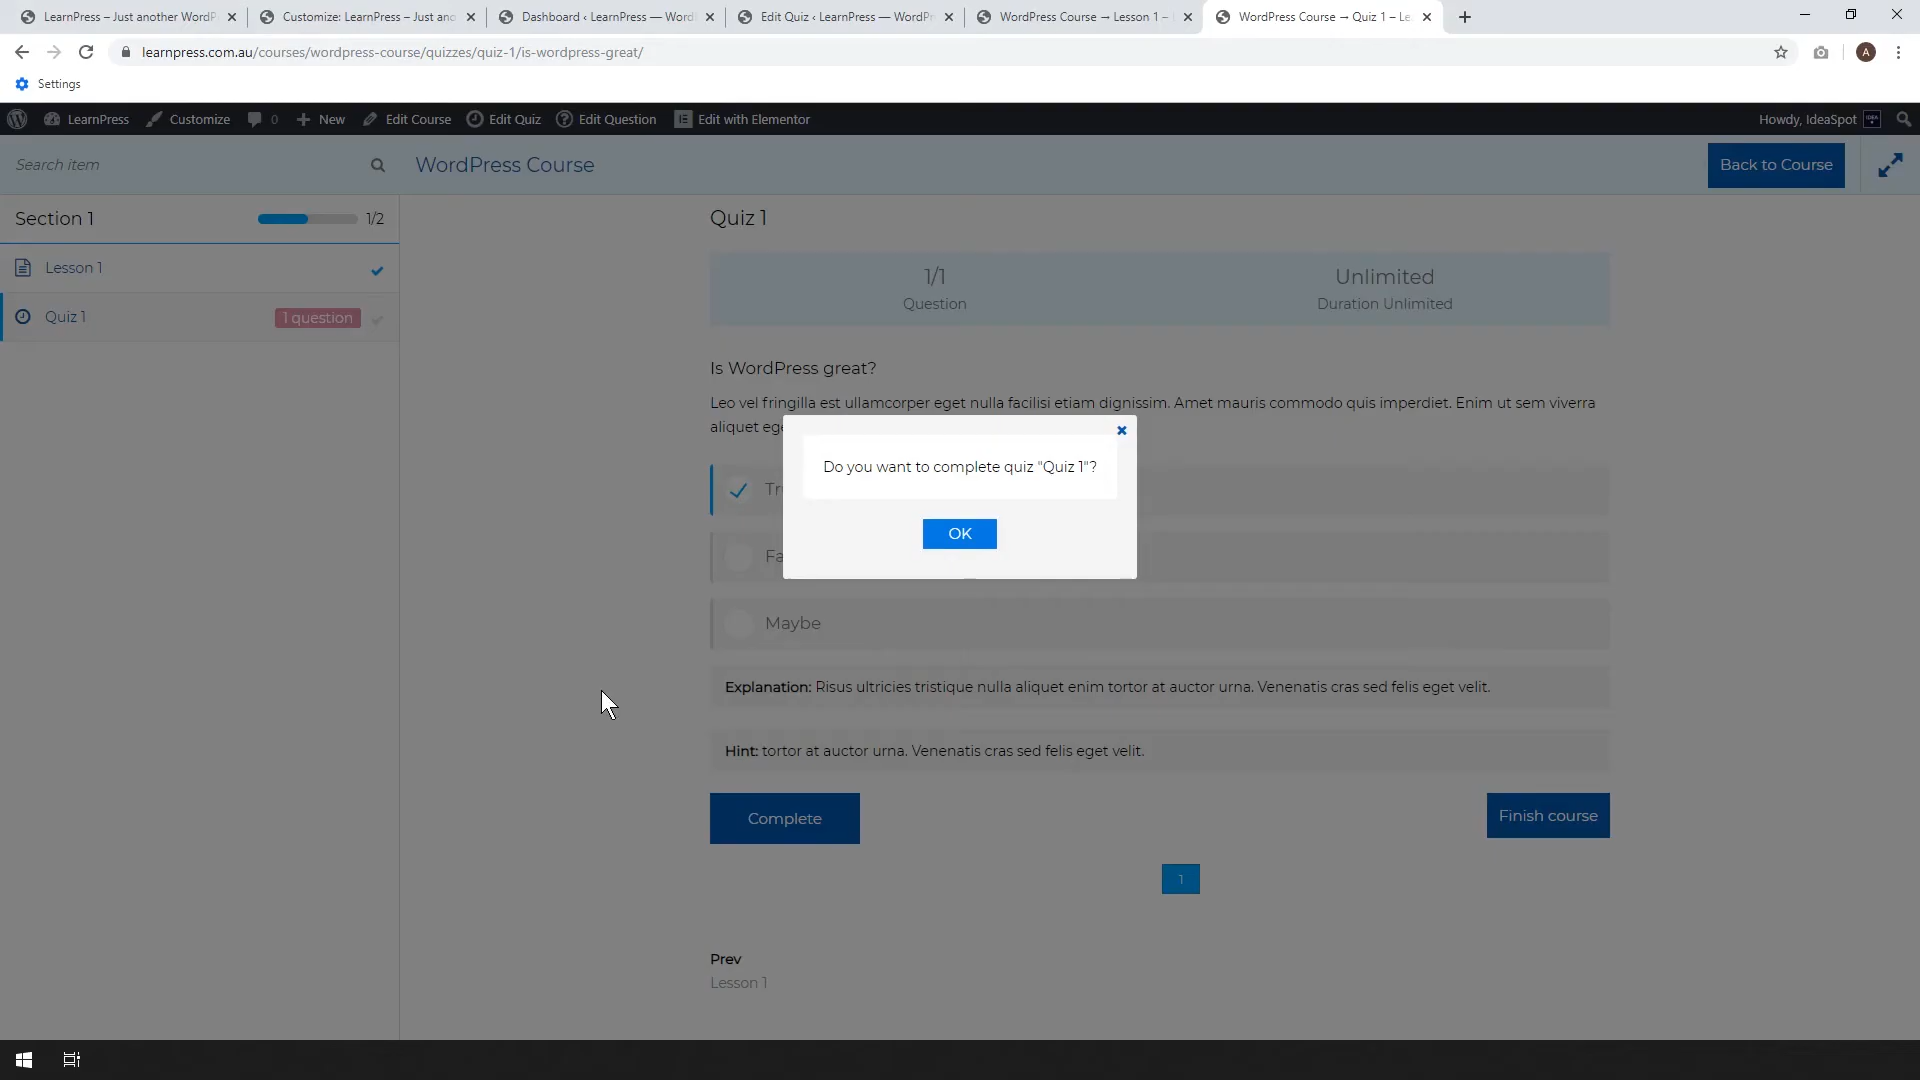 LearnPress – Just another WordP
Customize: LearnPress – Just ano
Dashboard ‹ LearnPress — Word
Edit Quiz ‹ LearnPress — WordPr
WordPress Course → Lesson 1 –
WordPress Course → Quiz 1 – Le
learnpress.com.au/courses/wordpress-course/quizzes/quiz-1/is-wordpress-great/
A
Settings
LearnPress
Customize
0
New
Edit Course
Edit Quiz
Edit Question
Edit with Elementor
Howdy, IdeaSpot
Search item
WordPress Course
Back to Course
Section 1
1/2
Lesson 1
Quiz 1
1 question
Quiz 1
1/1
Question
Unlimited
Duration Unlimited
Is WordPress great?
Leo vel fringilla est ullamcorper eget nulla facilisi etiam dignissim. Amet mauris commodo quis imperdiet. Enim ut sem viverra
aliquet ege
Do you want to complete quiz "Quiz 1"?
OK
Tr
Fa
Maybe
Explanation: Risus ultricies tristique nulla aliquet enim tortor at auctor urna. Venenatis cras sed felis eget velit.
Hint: tortor at auctor urna. Venenatis cras sed felis eget velit.
Complete
Finish course
1
Prev
Lesson 1